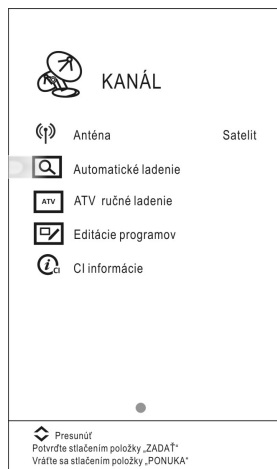 KANÁL
Anténa Satelit
Automatické ladenie
ATV ATV ručné ladenie
Editácie programov
CI CI informácie
Presunúť
Potvrďte stlačením položky „ZADAŤ“
Vráťte sa stlačením položky „PONUKA“